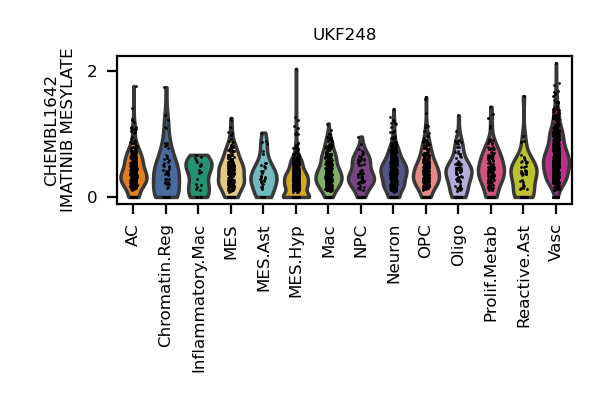 UKF248
CHEMBL1642
IMATINIB MESYLATE
2
0
AC
Chromatin.Reg
Inflammatory.Mac
MES
MES.Ast
MES.Hyp
Mac
NPC
Neuron
OPC
Oligo
Prolif.Metab
Reactive.Ast
Vasc